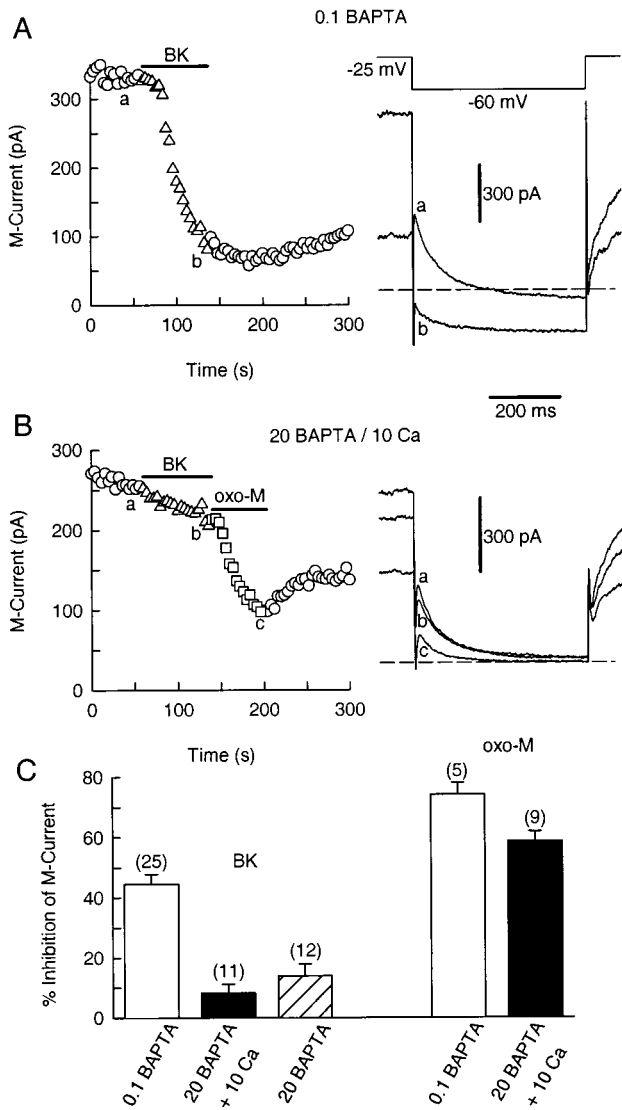 A
0.1 BAPTA
BK
-25 mV
-60 mV
M-Current (pA)
300
200
100
0
a
b
0 100 200 300
Time (s)
a
300 pA
b
200 ms
B
20 BAPTA / 10 Ca
BK
oxo-M
M-Current (pA)
300
200
100
0
a
b
c
0 100 200 300
Time (s)
300 pA
a
b
c
C
oxo-M
% Inhibition of M-Current
80
60
40
20
0
(25)
BK
(11)
(12)
(5)
(9)
0.1 BAPTA
20 BAPTA
+ 10 Ca
20 BAPTA
0.1 BAPTA
20 BAPTA
+ 10 Ca